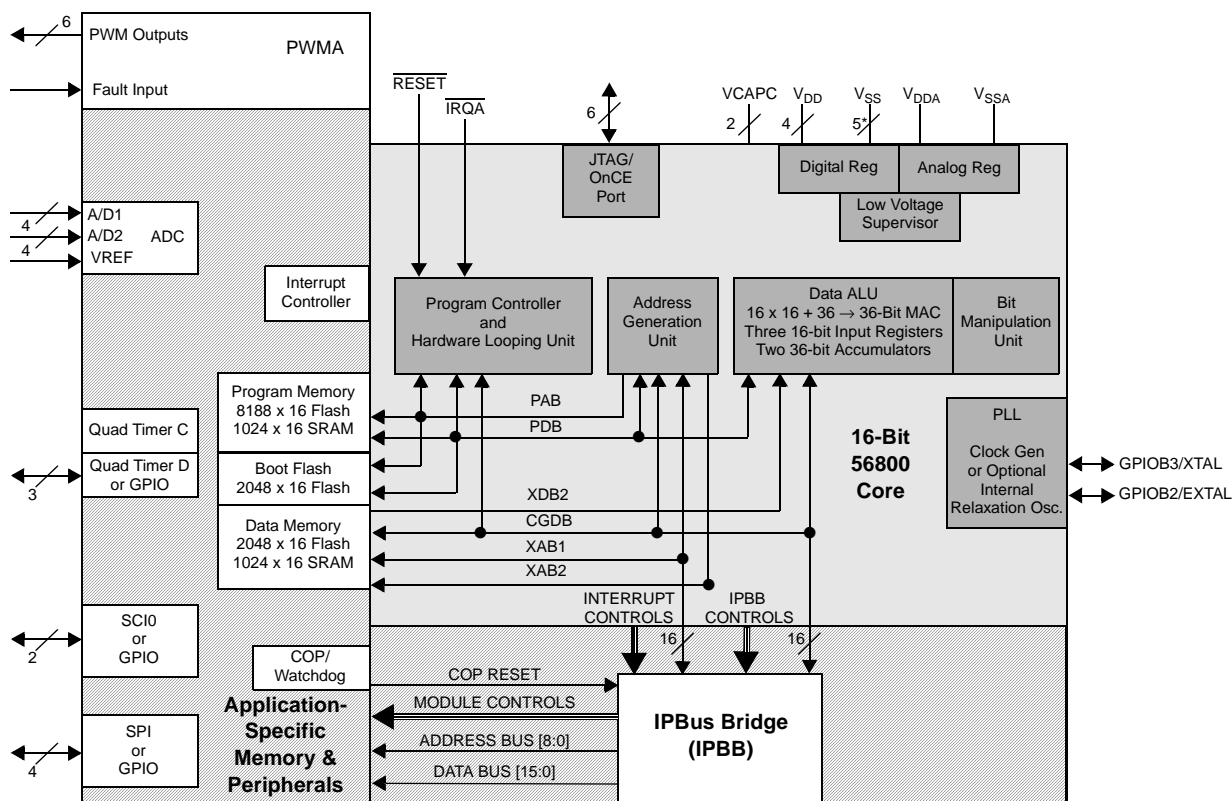 6
PWM Outputs
PWMA
Fault Input
RESET
IRQA
6
VCAPC
2
VDD
4
VSS
5*
VDDA
VSSA
JTAG/
OnCE
Port
Digital Reg
Analog Reg
Low Voltage
Supervisor
A/D1
4
A/D2
ADC
4
VREF
Interrupt
Controller
Program Controller
and
Hardware Looping Unit
Address
Generation
Unit
Data ALU
16 x 16 + 36 → 36-Bit MAC
Three 16-bit Input Registers
Two 36-bit Accumulators
Bit
Manipulation
Unit
Program Memory
8188 x 16 Flash
1024 x 16 SRAM
PAB
PDB
Quad Timer C
Quad Timer D
or GPIO
3
Boot Flash
2048 x 16 Flash
XDB2
CGDB
XAB1
XAB2
Data Memory
2048 x 16 Flash
1024 x 16 SRAM
16-Bit
56800
Core
PLL
Clock Gen
or Optional
Internal
Relaxation Osc.
GPIOB3/XTAL
GPIOB2/EXTAL
INTERRUPT
CONTROLS
16
IPBB
CONTROLS
16
SCI0
or
GPIO
2
COP/
Watchdog
COP RESET
MODULE CONTROLS
ADDRESS BUS [8:0]
DATA BUS [15:0]
Application-
Specific
Memory &
Peripherals
SPI
or
GPIO
4
IPBus Bridge
(IPBB)